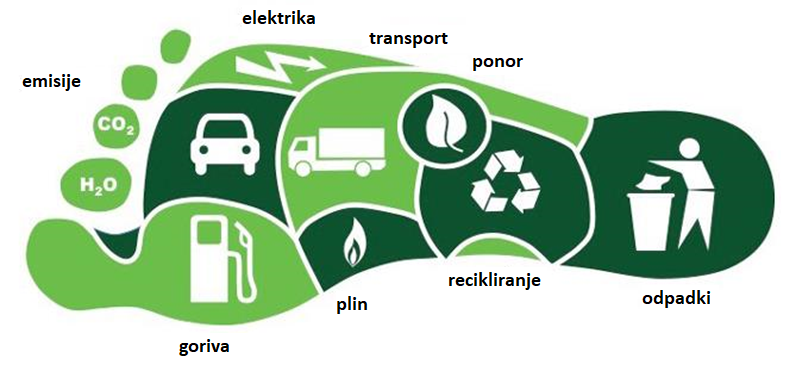 elektrika
transport
ponor
emisije
CO₂
H₂O
recikliranje
odpadki
plin
goriva